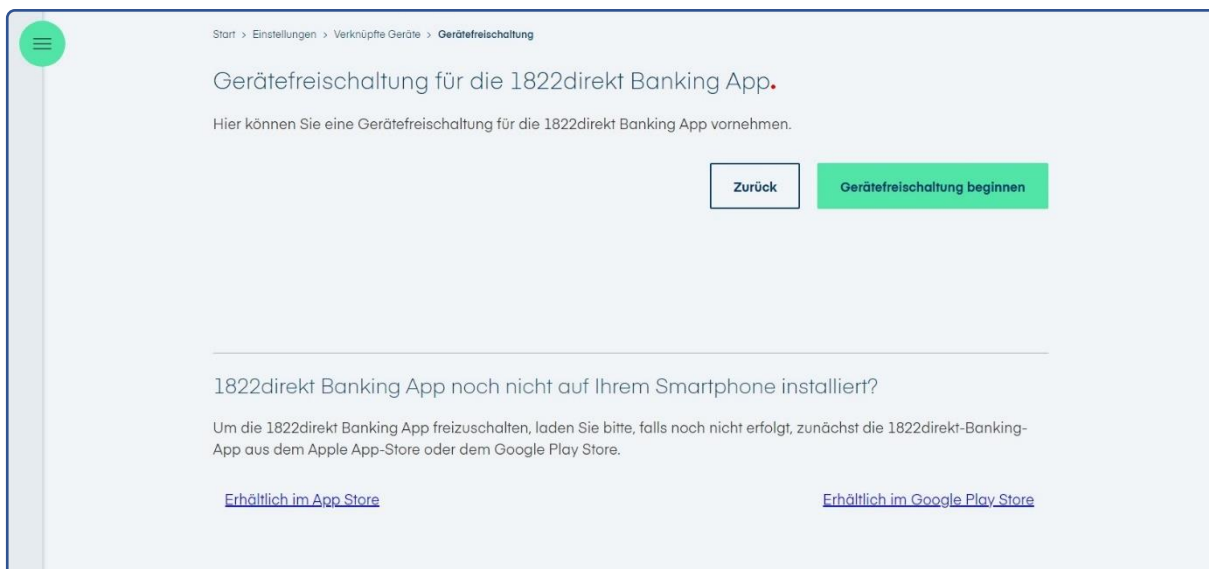 Start > Einstellungen > Verknüpfte Geräte > Gerätefreischaltung
Gerätefreischaltung für die 1822direkt Banking App.
Hier können Sie eine Gerätefreischaltung für die 1822direkt Banking App vornehmen.
Zurück
Gerätefreischaltung beginnen
1822direkt Banking App noch nicht auf Ihrem Smartphone installiert?
Um die 1822direkt Banking App freizuschalten, laden Sie bitte, falls noch nicht erfolgt, zunächst die 1822direkt-Banking-
App aus dem Apple App-Store oder dem Google Play Store.
Erhältlich im App Store
Erhältlich im Google Play Store